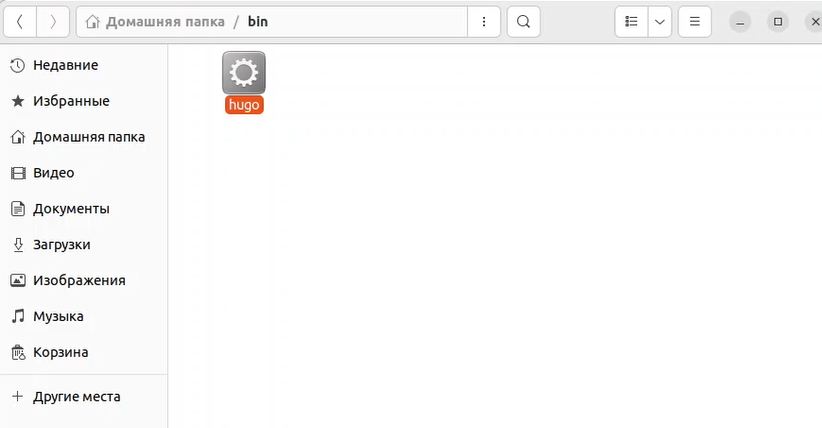 Домашняя папка / bin
Недавние
Избранные
Домашняя папка
Видео
Документы
Загрузки
Изображения
Музыка
Корзина
Другие места
hugo